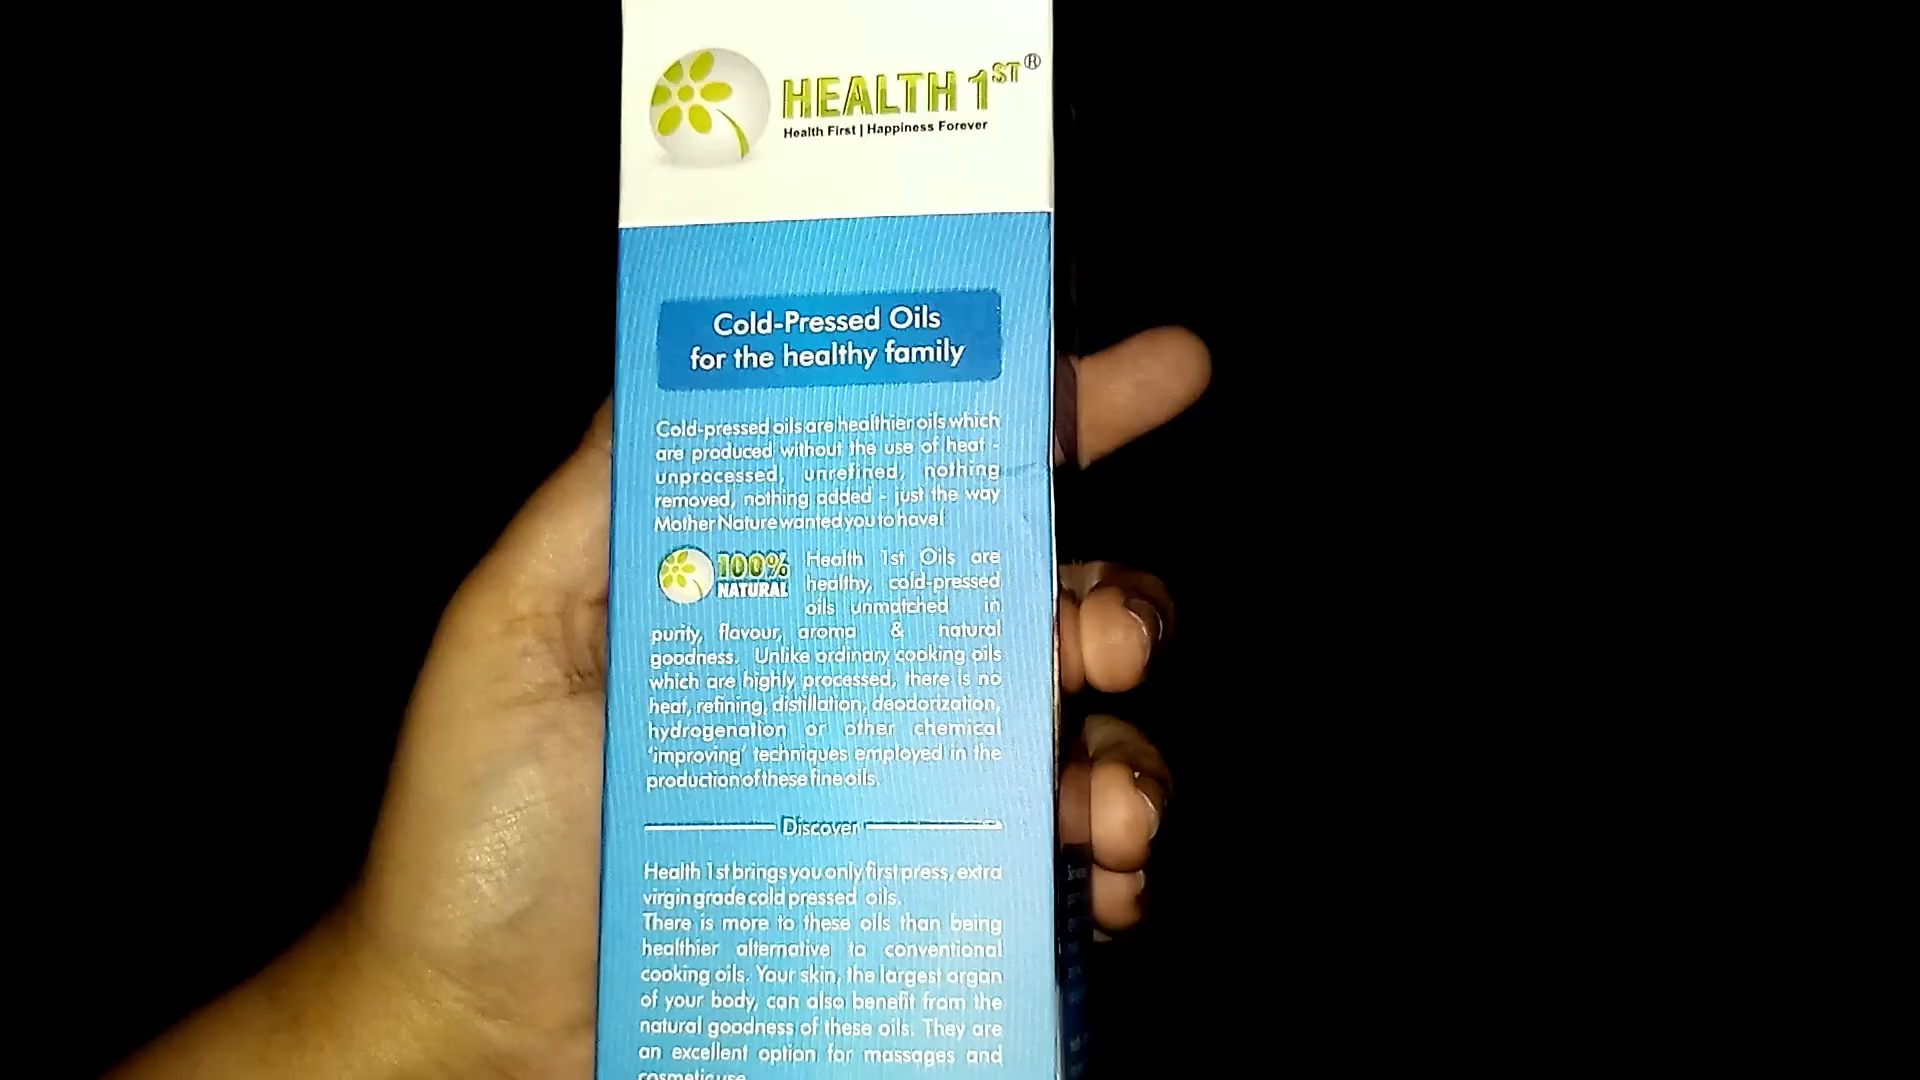 HEALTH 1ST®
Health First | Happiness Forever
Cold-Pressed Oils
for the healthy family
Cold-pressed oils are healthier oils which
are produced without the use of heat -
unprocessed, unrefined, nothing
removed, nothing added - just the way
Mother Nature wanted you to have!
100%
NATURAL
Health 1st Oils are
healthy, cold-pressed
oils unmatched in
purity, flavour, aroma & natural
goodness. Unlike ordinary cooking oils
which are highly processed, there is no
heat, refining, distillation, deodorization,
hydrogenation or other chemical
'improving' techniques employed in the
production of these fine oils.
Discover
Health 1st brings you only first press, extra
virgin grade cold pressed oils.
There is more to these oils than being
healthier alternative to conventional
cooking oils. Your skin, the largest organ
of your body, can also benefit from the
natural goodness of these oils. They are
an excellent option for massages and
cosmetic use